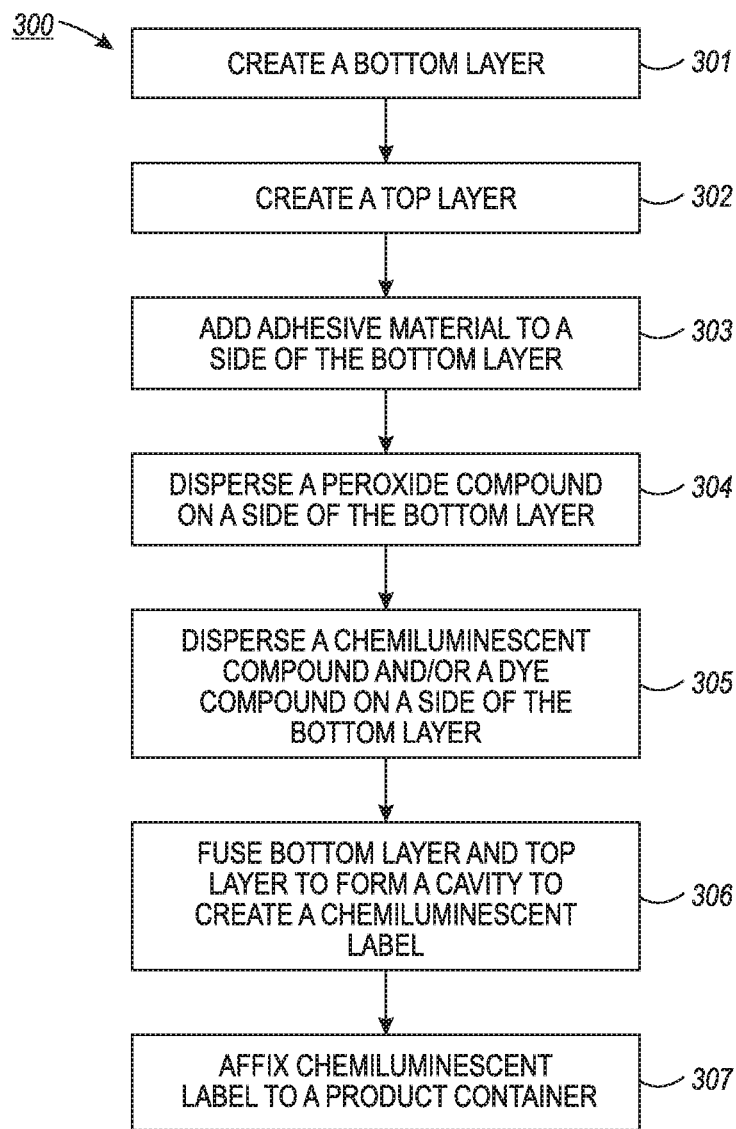 300
CREATE A BOTTOM LAYER
301
CREATE A TOP LAYER
302
ADD ADHESIVE MATERIAL TO A
SIDE OF THE BOTTOM LAYER
303
DISPERSE A PEROXIDE COMPOUND
ON A SIDE OF THE BOTTOM LAYER
304
DISPERSE A CHEMILUMINESCENT
COMPOUND AND/OR A DYE
COMPOUND ON A SIDE OF THE
BOTTOM LAYER
305
FUSE BOTTOM LAYER AND TOP
LAYER TO FORM A CAVITY TO
CREATE A CHEMILUMINESCENT
LABEL
306
AFFIX CHEMILUMINESCENT
LABEL TO A PRODUCT CONTAINER
307